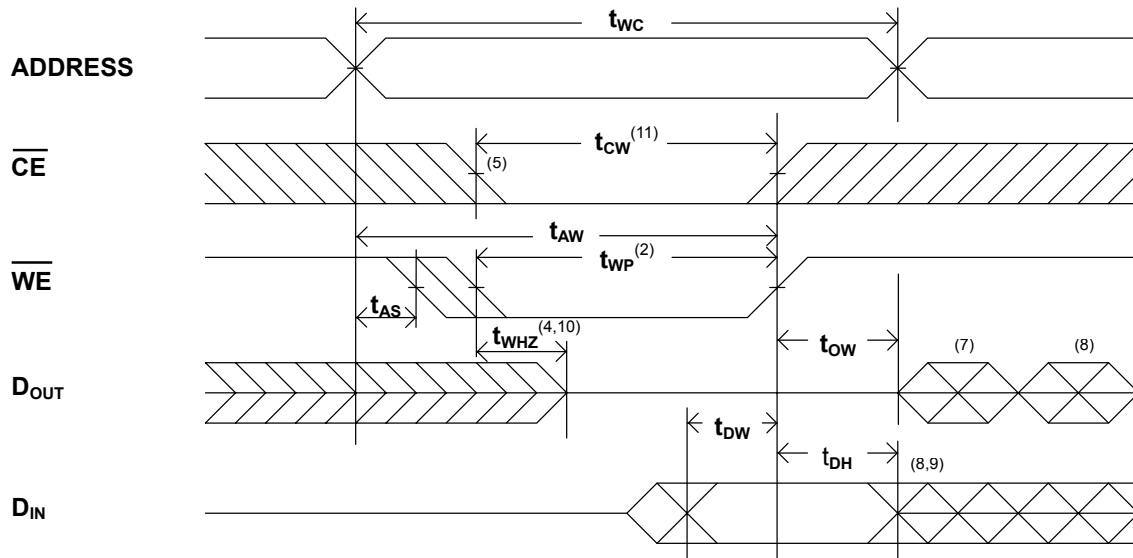 tWC
ADDRESS
CE
tCW(11)
(5)
tAW
WE
tWP(2)
tAS
tWHZ(4,10)
tOW
(7)
(8)
DOUT
tDW
tDH
(8,9)
DIN